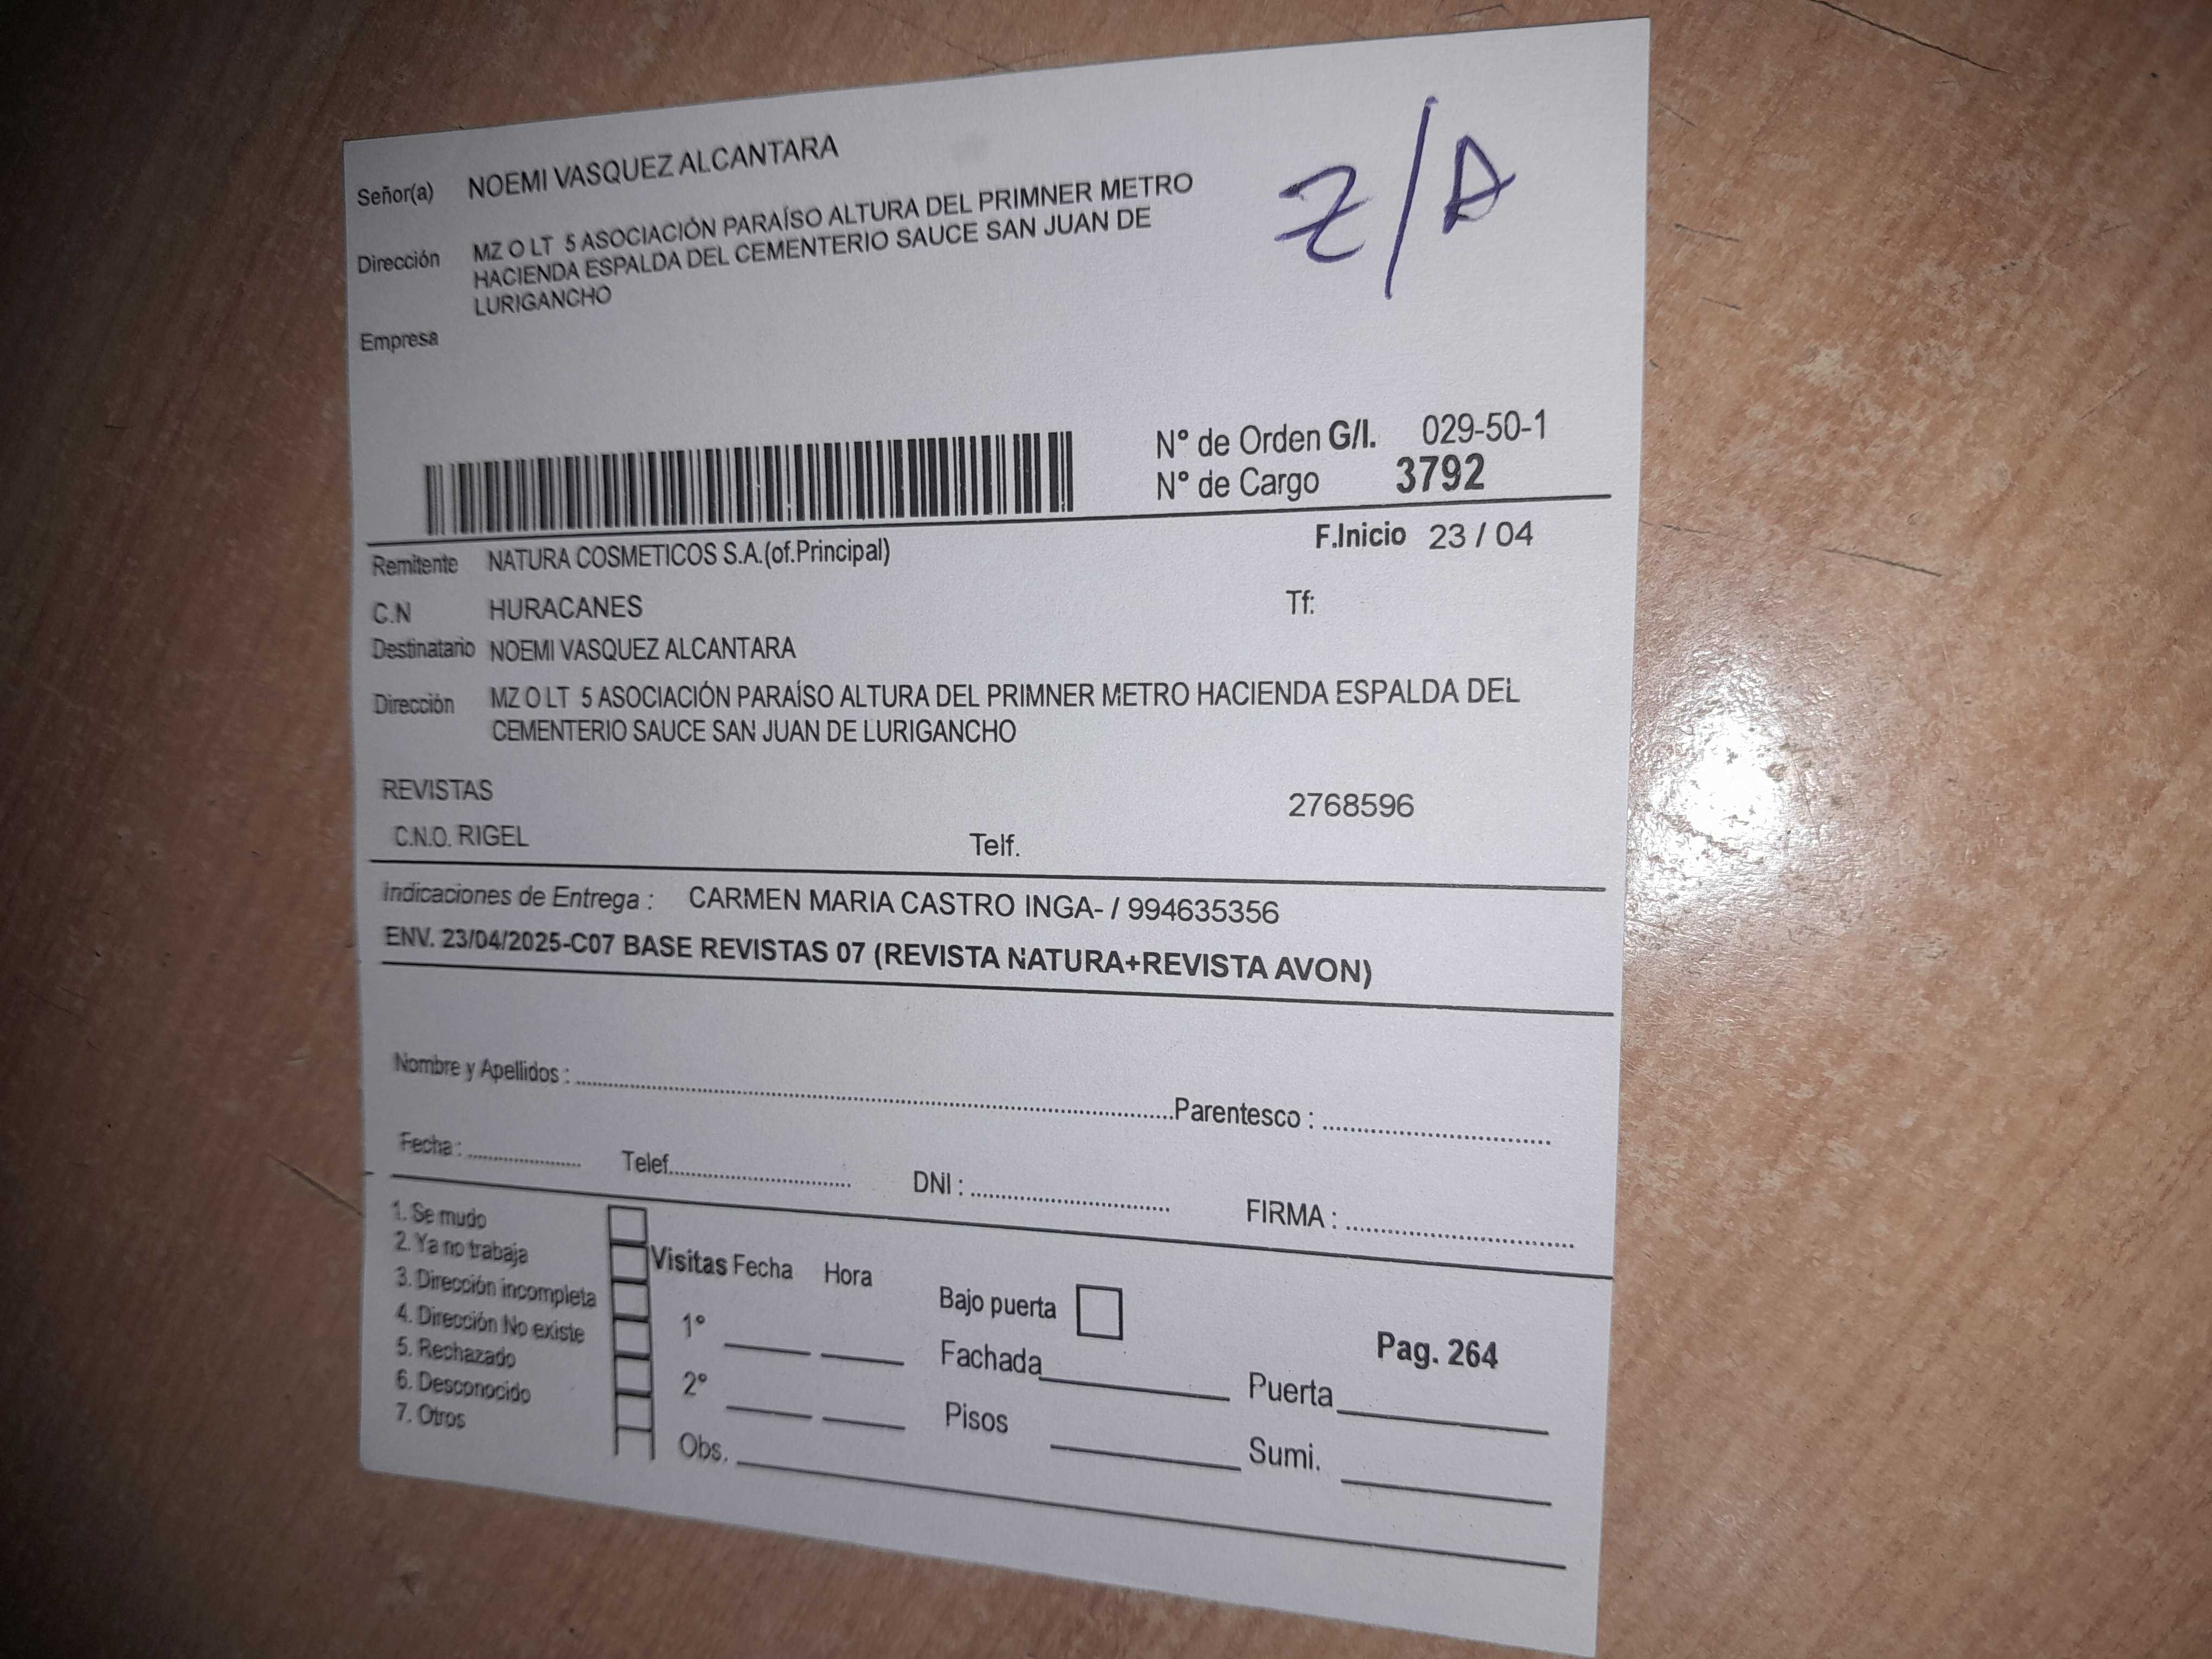 Señor(a) NOEMI VASQUEZ ALCANTARA
Z/A
Dirección MZ O LT 5 ASOCIACIÓN PARAÍSO ALTURA DEL PRIMNER METRO
HACIENDA ESPALDA DEL CEMENTERIO SAUCE SAN JUAN DE
LURIGANCHO
Empresa
N° de Orden G/I. 029-50-1
N° de Cargo 3792
Remitente NATURA COSMETICOS S.A.(of.Principal) F.Inicio 23 / 04
C.N HURACANES Tf:
Destinatario NOEMI VASQUEZ ALCANTARA
Dirección MZ O LT 5 ASOCIACIÓN PARAÍSO ALTURA DEL PRIMNER METRO HACIENDA ESPALDA DEL
CEMENTERIO SAUCE SAN JUAN DE LURIGANCHO
REVISTAS 2768596
C.N.O. RIGEL Telf.
Indicaciones de Entrega : CARMEN MARIA CASTRO INGA- / 994635356
ENV. 23/04/2025-C07 BASE REVISTAS 07 (REVISTA NATURA+REVISTA AVON)
Nombre y Apellidos : Parentesco :
Fecha : Telef. DNI : FIRMA :
1. Se mudo
2. Ya no trabaja Visitas Fecha Hora
3. Dirección incompleta Bajo puerta
4. Dirección No existe 1° Fachada Pag. 264
5. Rechazado
6. Desconocido 2° Pisos Puerta
7. Otros Obs. Sumi.